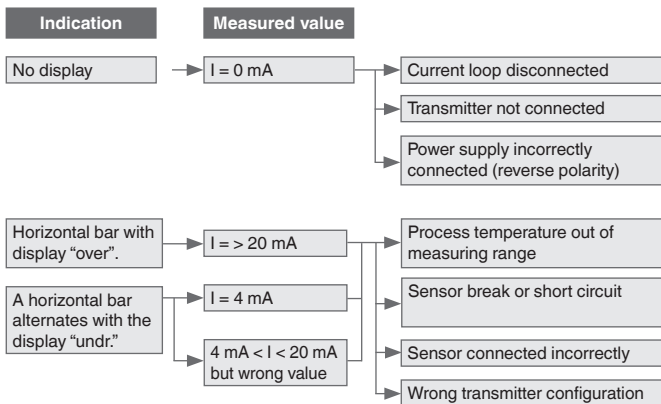 Indication
Measured value
No display
I = 0 mA
Current loop disconnected
Transmitter not connected
Power supply incorrectly
connected (reverse polarity)
Horizontal bar with
display “over”.
I = > 20 mA
Process temperature out of
measuring range
A horizontal bar
alternates with the
display “undr.”
I = 4 mA
Sensor break or short circuit
4 mA < I < 20 mA
but wrong value
Sensor connected incorrectly
Wrong transmitter configuration